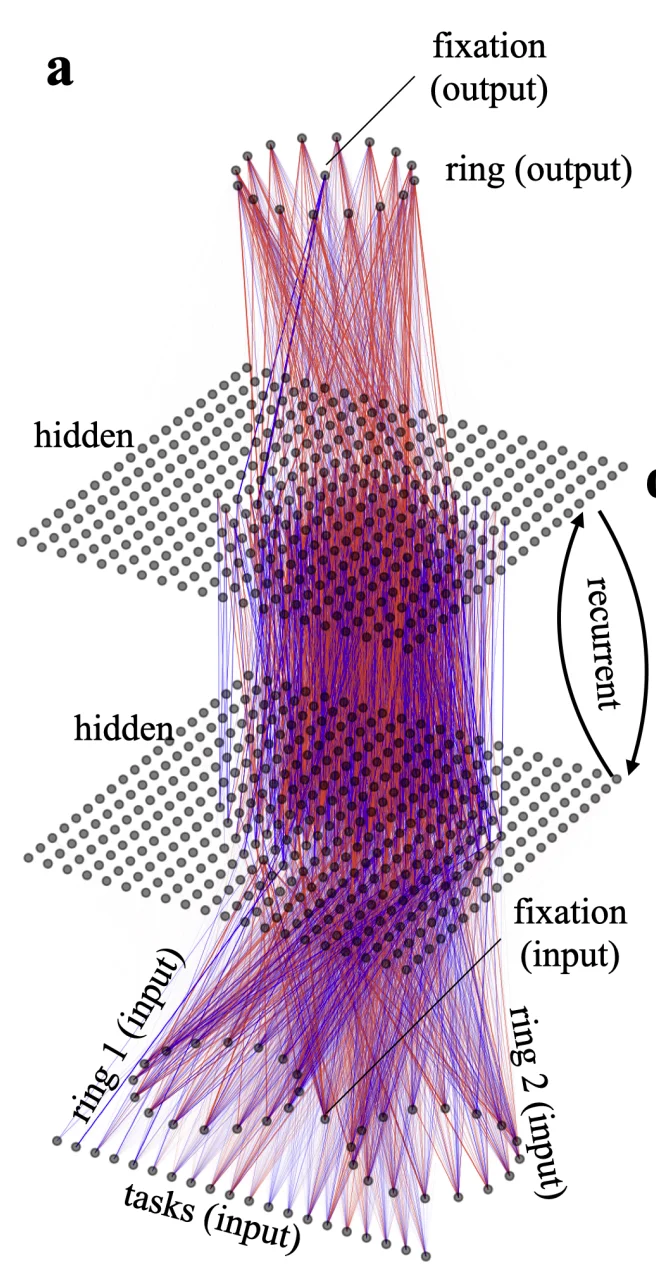 a
fixation
(output)
ring (output)
hidden
recurrent
hidden
fixation
(input)
ring 1 (input)
ring 2 (input)
tasks (input)